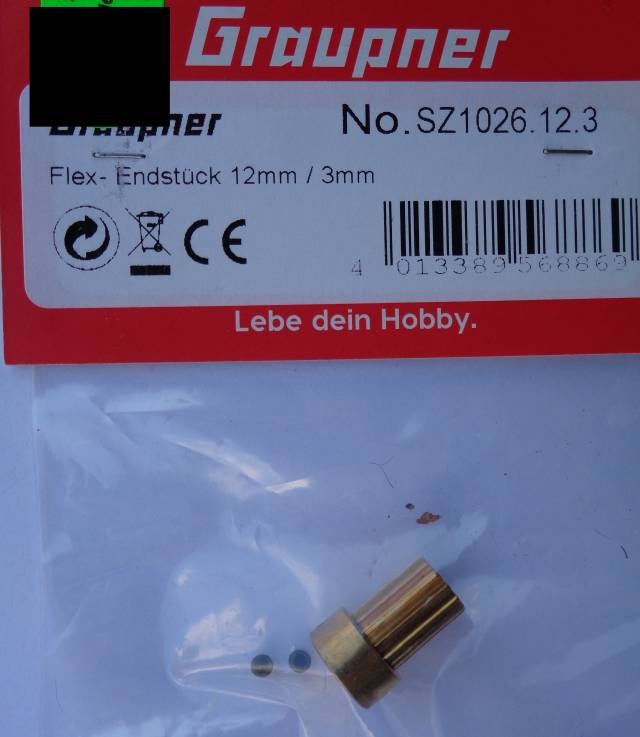 Graupner
Graupner
No. SZ1026.12.3
Flex- Endstück 12mm / 3mm
CE
4 013389 568869
Lebe dein Hobby.